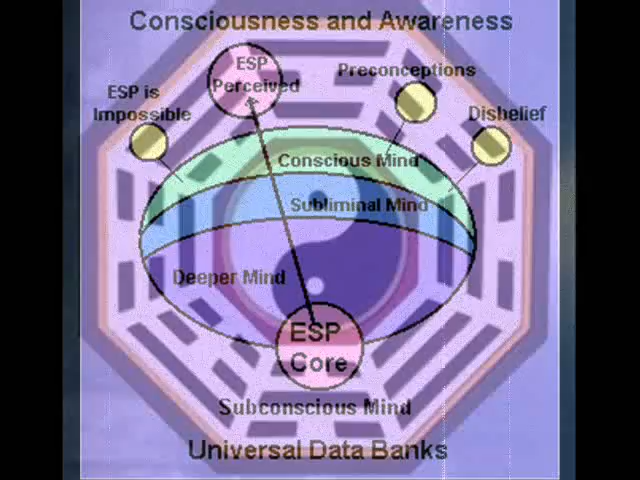 Consciousness and Awareness
ESP
Perceived
Preconceptions
ESP is
Impossible
Disbelief
Conscious Mind
Subliminal Mind
Deeper Mind
ESP
Core
Subconscious Mind
Universal Data Banks